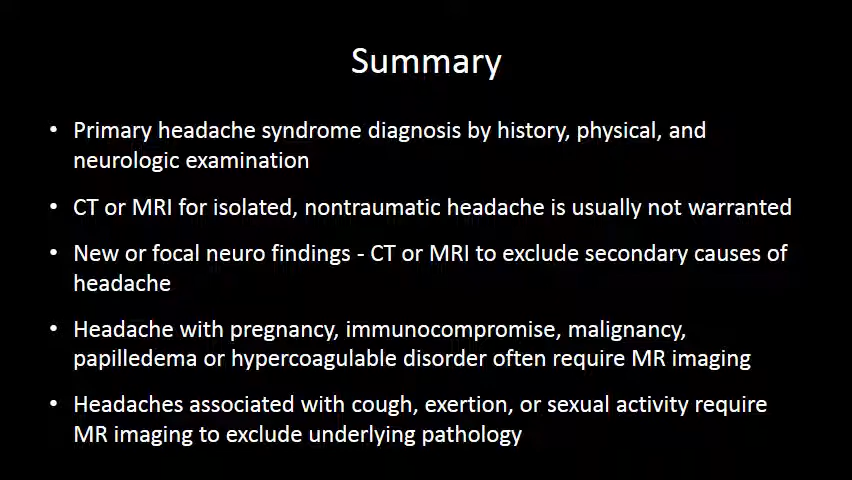 Summary
• Primary headache syndrome diagnosis by history, physical, and
neurologic examination
• CT or MRI for isolated, nontraumatic headache is usually not warranted
• New or focal neuro findings - CT or MRI to exclude secondary causes of
headache
• Headache with pregnancy, immunocompromise, malignancy,
papilledema or hypercoagulable disorder often require MR imaging
• Headaches associated with cough, exertion, or sexual activity require
MR imaging to exclude underlying pathology